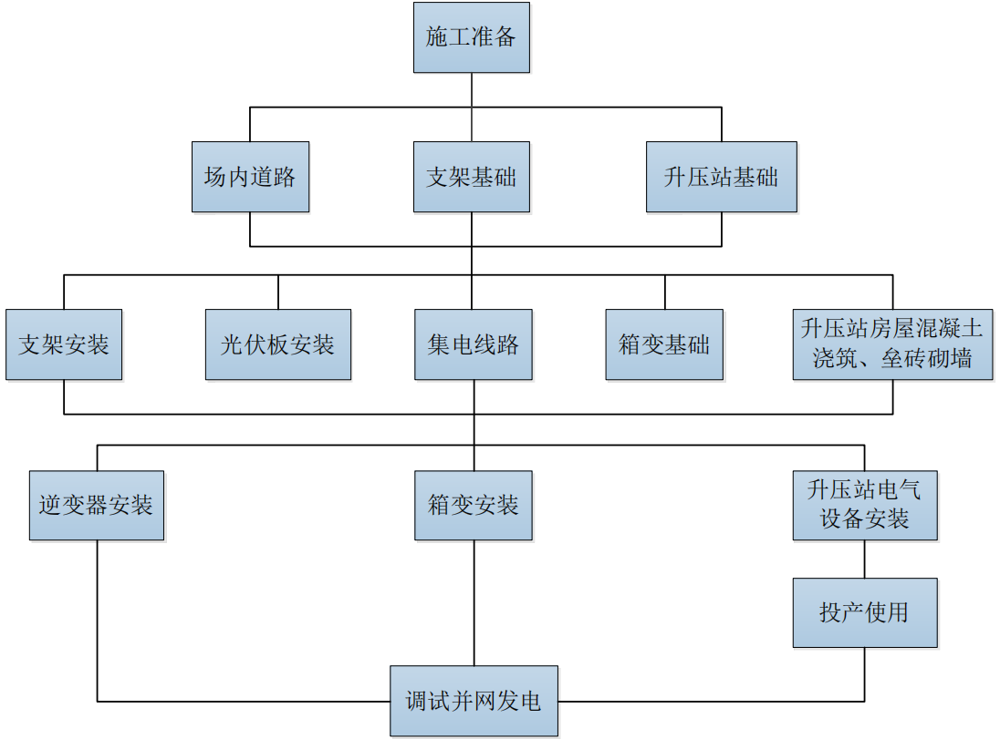 施工准备
场内道路
支架基础
升压站基础
支架安装
光伏板安装
集电线路
箱变基础
升压站房屋混凝土
浇筑、垒砖砌墙
逆变器安装
箱变安装
升压站电气
设备安装
投产使用
调试并网发电